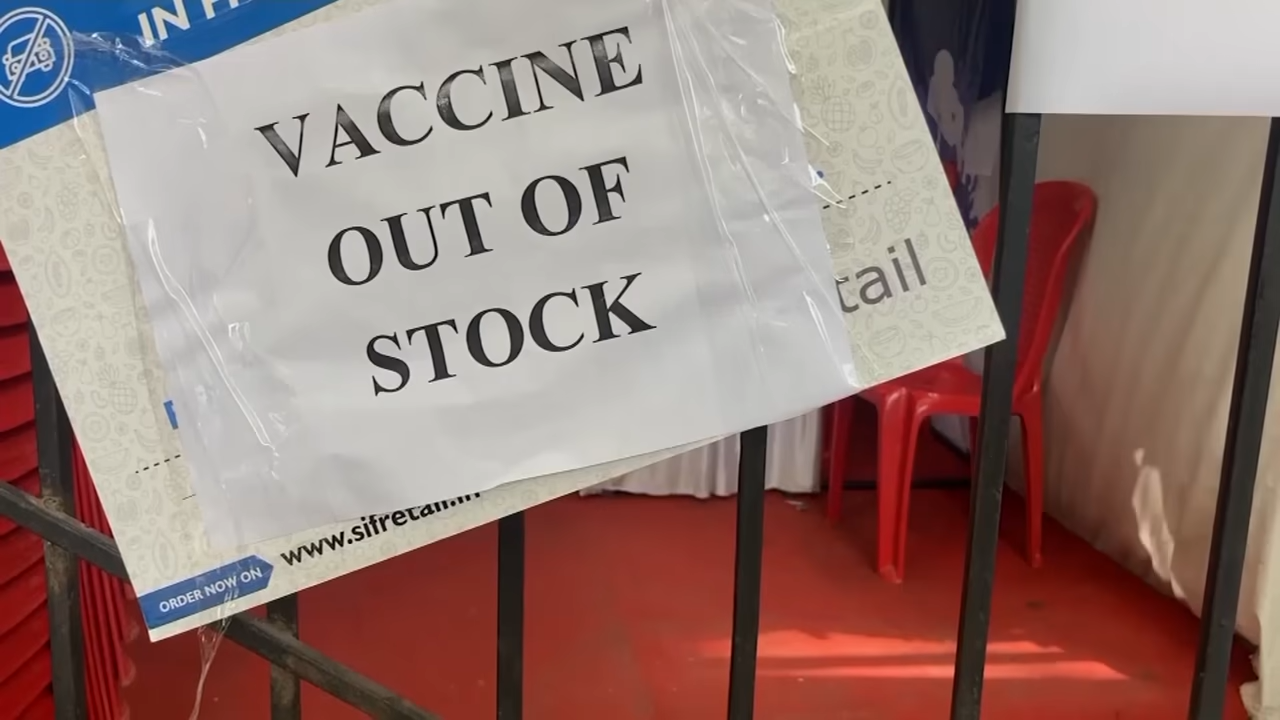 IN
VACCINE
OUT OF
STOCK
tail
www.sifretail.in
ORDER NOW ON